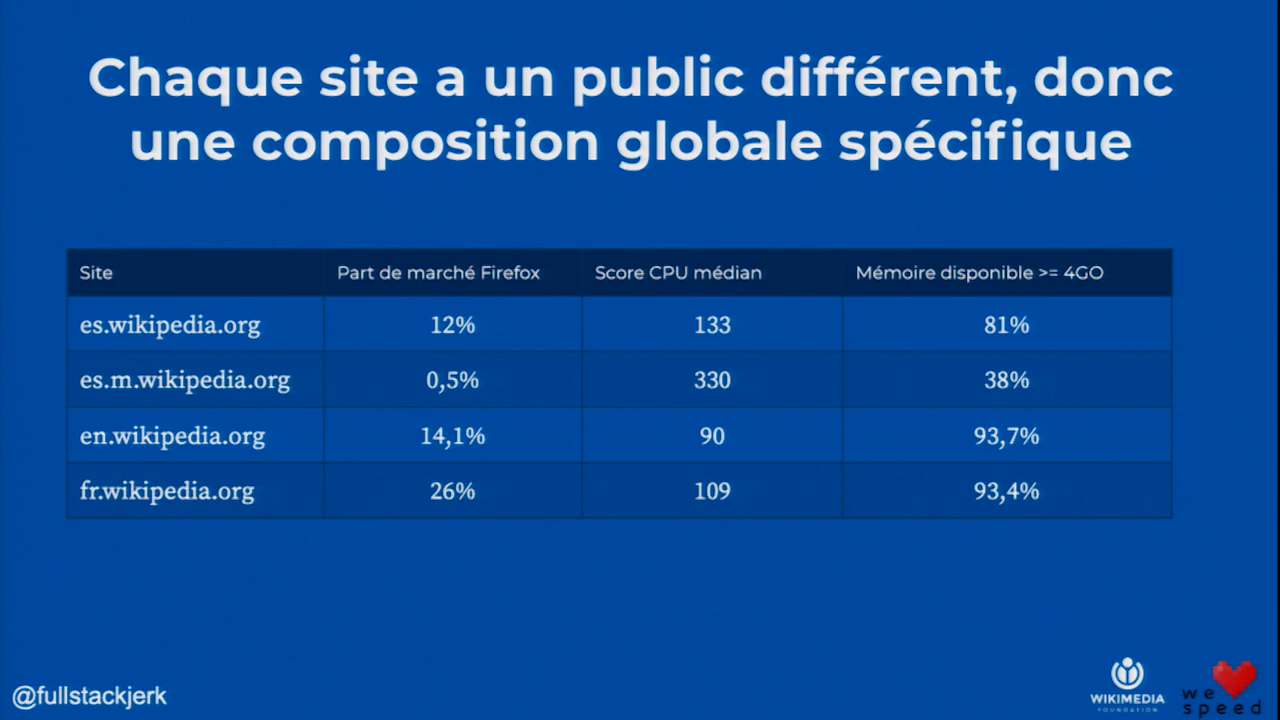 Chaque site a un public différent, donc
une composition globale spécifique
Site Part de marché Firefox Score CPU médian Mémoire disponible >= 4GO
es.wikipedia.org 12% 133 81%
es.m.wikipedia.org 0,5% 330 38%
en.wikipedia.org 14,1% 90 93,7%
fr.wikipedia.org 26% 109 93,4%
@fullstackjerk
WIKIMEDIA
FOUNDATION
we
speed